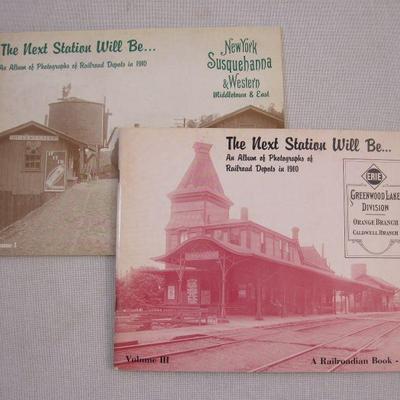 The Next Station Will Be...
An Album of Photographs of Railroad Depots in 1910
New York
Susquehanna
& Western
Middletown & East
The Next Station Will Be...
An Album of Photographs of
Railroad Depots in 1910
ERIE
GREENWOOD LAKE
DIVISION
ORANGE BRANCH
CALDWELL BRANCH
Volume III
A Railroadian Book -